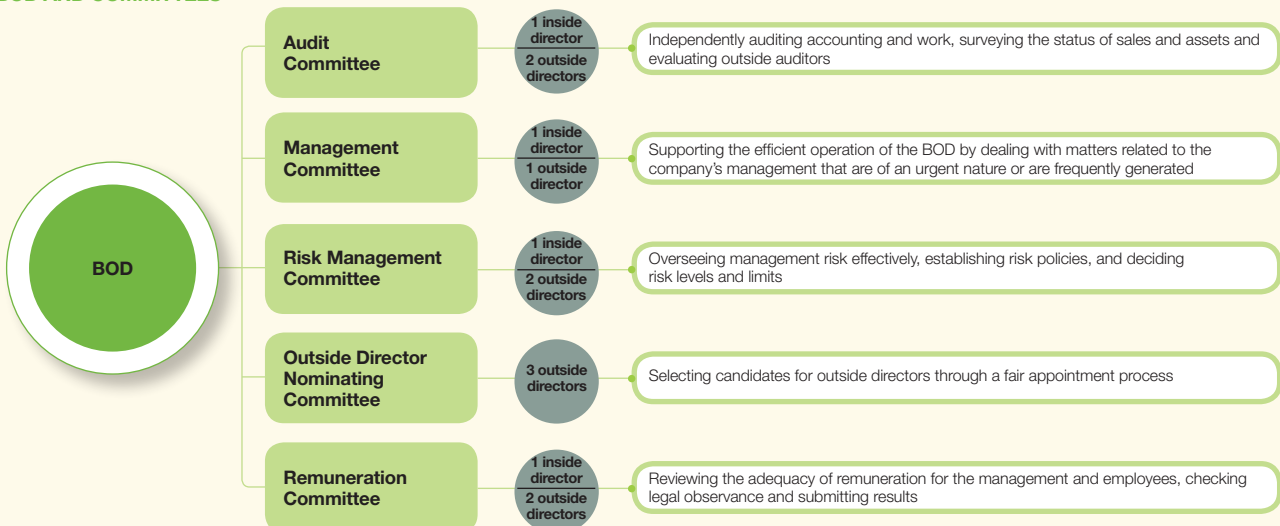 BOD AND COMMITTEES
BOD
Audit
Committee
1 inside
director
2 outside
directors
Independently auditing accounting and work, surveying the status of sales and assets and
evaluating outside auditors
Management
Committee
1 inside
director
1 outside
director
Supporting the efficient operation of the BOD by dealing with matters related to the
company's management that are of an urgent nature or are frequently generated
Risk Management
Committee
1 inside
director
2 outside
directors
Overseeing management risk effectively, establishing risk policies, and deciding
risk levels and limits
Outside Director
Nominating
Committee
3 outside
directors
Selecting candidates for outside directors through a fair appointment process
Remuneration
Committee
1 inside
director
2 outside
directors
Reviewing the adequacy of remuneration for the management and employees, checking
legal observance and submitting results